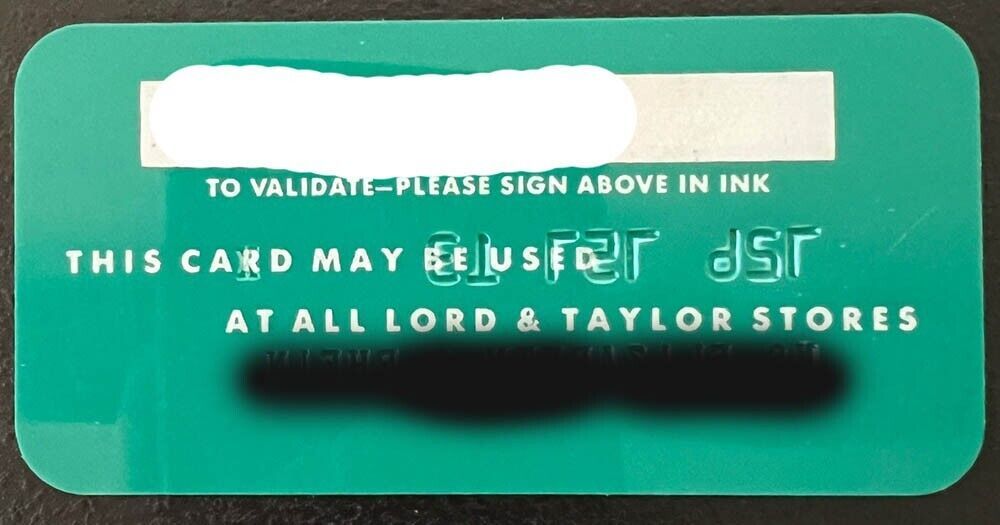 TO VALIDATE—PLEASE SIGN ABOVE IN INK
THIS CARD MAY BE USED
AT ALL LORD & TAYLOR STORES